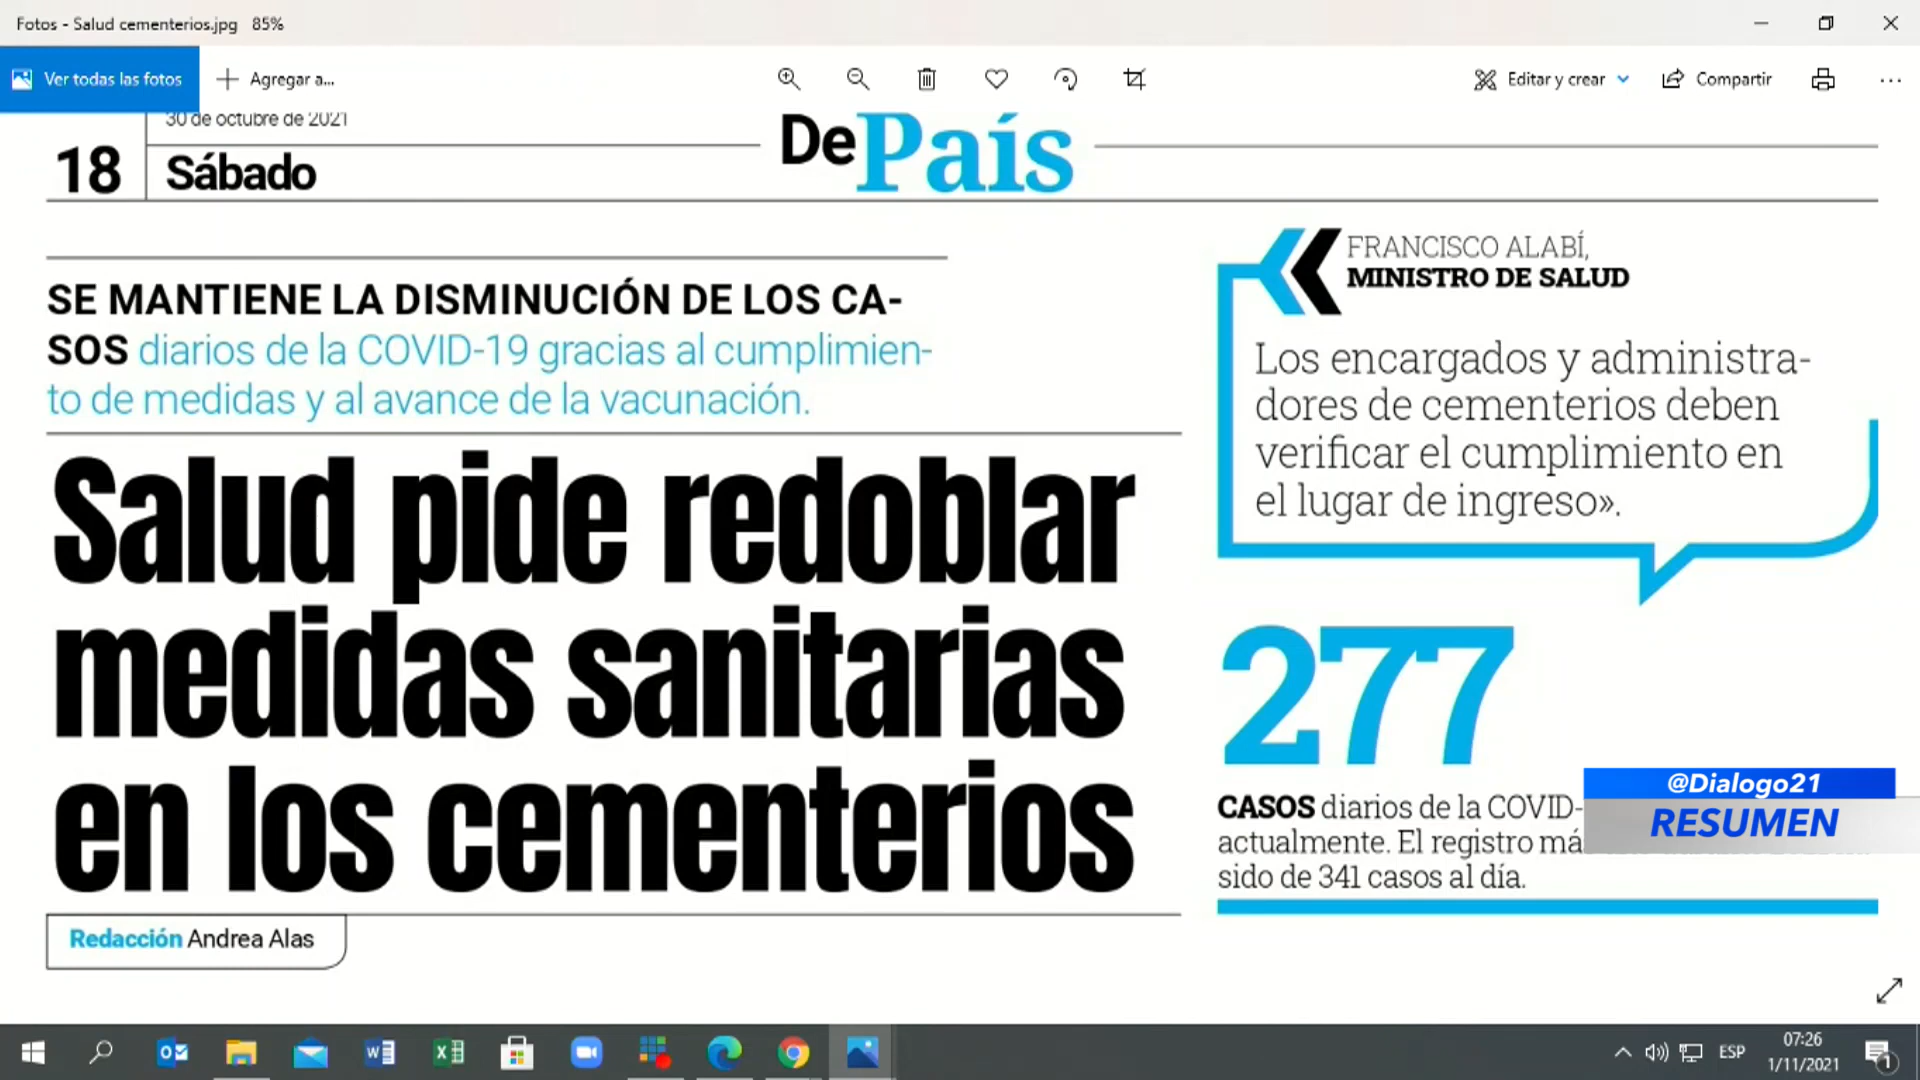 Fotos - Salud cementerios.jpg 85%
Ver todas las fotos
Agregar a...
Editar y crear
Compartir
30 de octubre de 2021
18
Sábado
De País
SE MANTIENE LA DISMINUCIÓN DE LOS CA-
SOS diarios de la COVID-19 gracias al cumplimien-
to de medidas y al avance de la vacunación.
Salud pide redoblar
medidas sanitarias
en los cementerios
Redacción Andrea Alas
FRANCISCO ALABÍ,
MINISTRO DE SALUD
Los encargados y administra-
dores de cementerios deben
verificar el cumplimiento en
el lugar de ingreso».
277
CASOS diarios de la COVID-
actualmente. El registro má
sido de 341 casos al día.
@Dialogo21
RESUMEN
ESP
07:26
1/11/2021
1